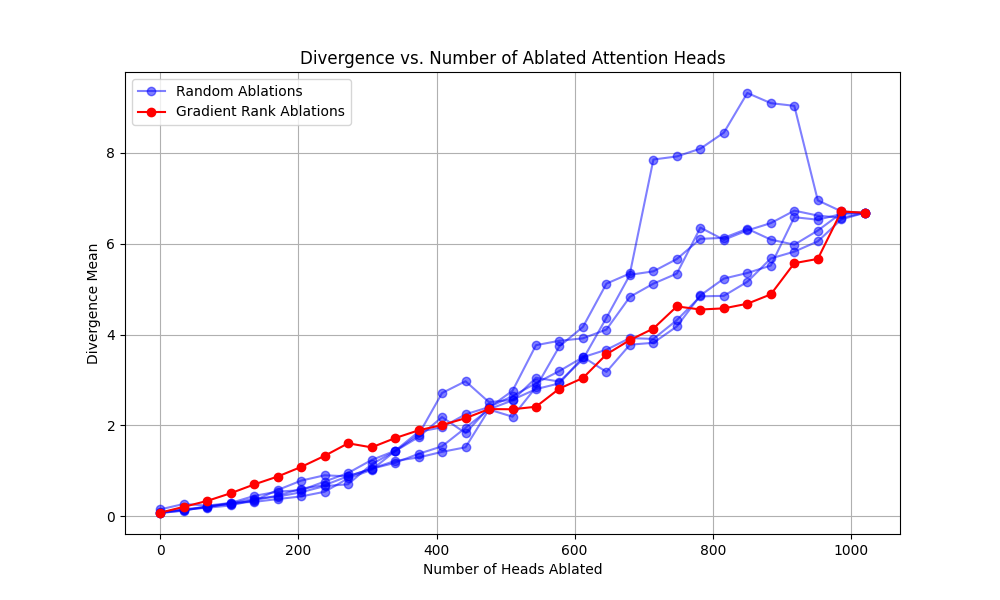 Divergence vs. Number of Ablated Attention Heads
Random Ablations
Gradient Rank Ablations
Divergence Mean
8
6
4
2
0
0
200
400
600
800
1000
Number of Heads Ablated